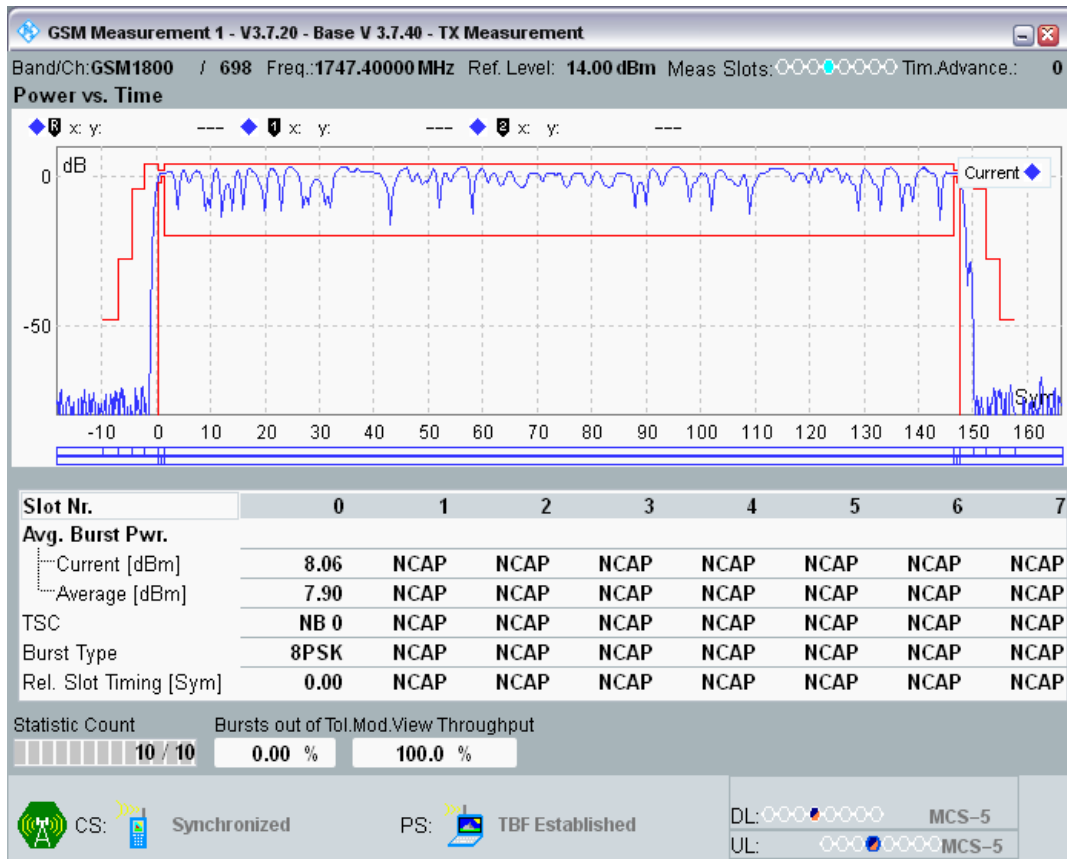 GSM Measurement 1 - V3.7.20 - Base V 3.7.40 - TX Measurement
Band/Ch:GSM1800 / 698 Freq.:1747.40000 MHz Ref. Level: 14.00 dBm Meas Slots: Tim.Advance.: 0
Power vs. Time
R x: y: --- 1 x: y: --- 2 x: y: ---
dB
0
Current
-50
Sym
-10 0 10 20 30 40 50 60 70 80 90 100 110 120 130 140 150 160
Slot Nr. 0 1 2 3 4 5 6 7
Avg. Burst Pwr.
Current [dBm] 8.06 NCAP NCAP NCAP NCAP NCAP NCAP NCAP
Average [dBm] 7.90 NCAP NCAP NCAP NCAP NCAP NCAP NCAP
TSC NB 0 NCAP NCAP NCAP NCAP NCAP NCAP NCAP
Burst Type 8PSK NCAP NCAP NCAP NCAP NCAP NCAP NCAP
Rel. Slot Timing [Sym] 0.00 NCAP NCAP NCAP NCAP NCAP NCAP NCAP
Statistic Count Bursts out of Tol.Mod.View Throughput
10 / 10 0.00 % 100.0 %
CS: Synchronized PS: TBF Established
DL: MCS-5
UL: MCS-5